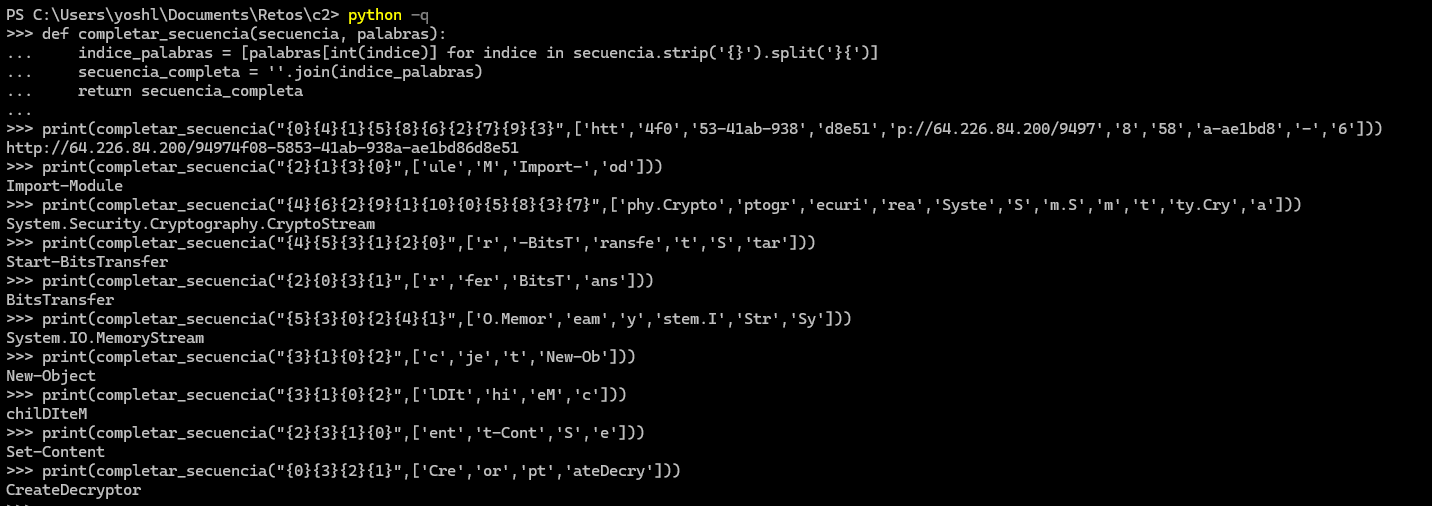 PS C:\Users\yoshl\Documents\Retos\c2> python -q
>>> def completar_secuencia(secuencia, palabras):
...     indice_palabras = [palabras[int(indice)] for indice in secuencia.strip('{}').split('}{')]
...     secuencia_completa = ''.join(indice_palabras)
...     return secuencia_completa
...
>>> print(completar_secuencia("{0}{4}{1}{5}{8}{6}{2}{7}{9}{3}",['htt','4f0','53-41ab-938','d8e51','p://64.226.84.200/9497','8','58','a-ae1bd8','-','6']))
http://64.226.84.200/94974f08-5853-41ab-938a-ae1bd86d8e51
>>> print(completar_secuencia("{2}{1}{3}{0}",['ule','M','Import-','od']))
Import-Module
>>> print(completar_secuencia("{4}{6}{2}{9}{1}{10}{0}{5}{8}{3}{7}",['phy.Crypto','ptogr','ecuri','rea','Syste','S','m.S','m','t','ty.Cry','a']))
System.Security.Cryptography.CryptoStream
>>> print(completar_secuencia("{4}{5}{3}{1}{2}{0}",['r','-BitsT','ransfe','t','S','tar']))
Start-BitsTransfer
>>> print(completar_secuencia("{2}{0}{3}{1}",['r','fer','BitsT','ans']))
BitsTransfer
>>> print(completar_secuencia("{5}{3}{0}{2}{4}{1}",['O.Memor','eam','y','stem.I','Str','Sy']))
System.IO.MemoryStream
>>> print(completar_secuencia("{3}{1}{0}{2}",['c','je','t','New-Ob']))
New-Object
>>> print(completar_secuencia("{3}{1}{0}{2}",['lDIt','hi','eM','c']))
chilDIteM
>>> print(completar_secuencia("{2}{3}{1}{0}",['ent','t-Cont','S','e']))
Set-Content
>>> print(completar_secuencia("{0}{3}{2}{1}",['Cre','or','pt','ateDecry']))
CreateDecryptor
>>>